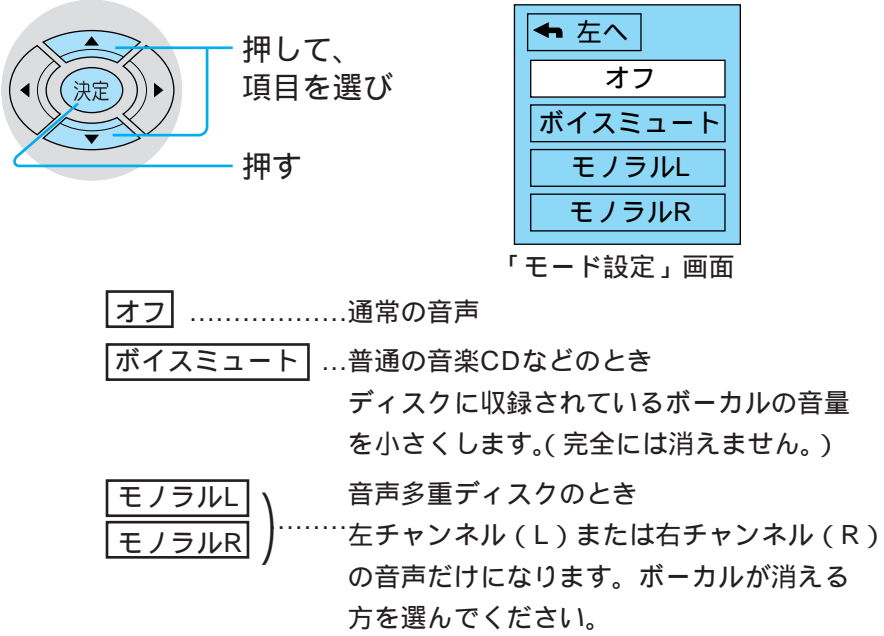 決定
押して、
項目を選び
押す
左へ
オフ
ボイスミュート
モノラルL
モノラルR
「モード設定」画面
オフ ..................通常の音声
ボイスミュート ...普通の音楽CDなどのとき
ディスクに収録されているボーカルの音量
を小さくします。(完全には消えません。)
モノラルL 音声多重ディスクのとき
モノラルR )........左チャンネル(L)または右チャンネル(R)
の音声だけになります。ボーカルが消える
方を選んでください。